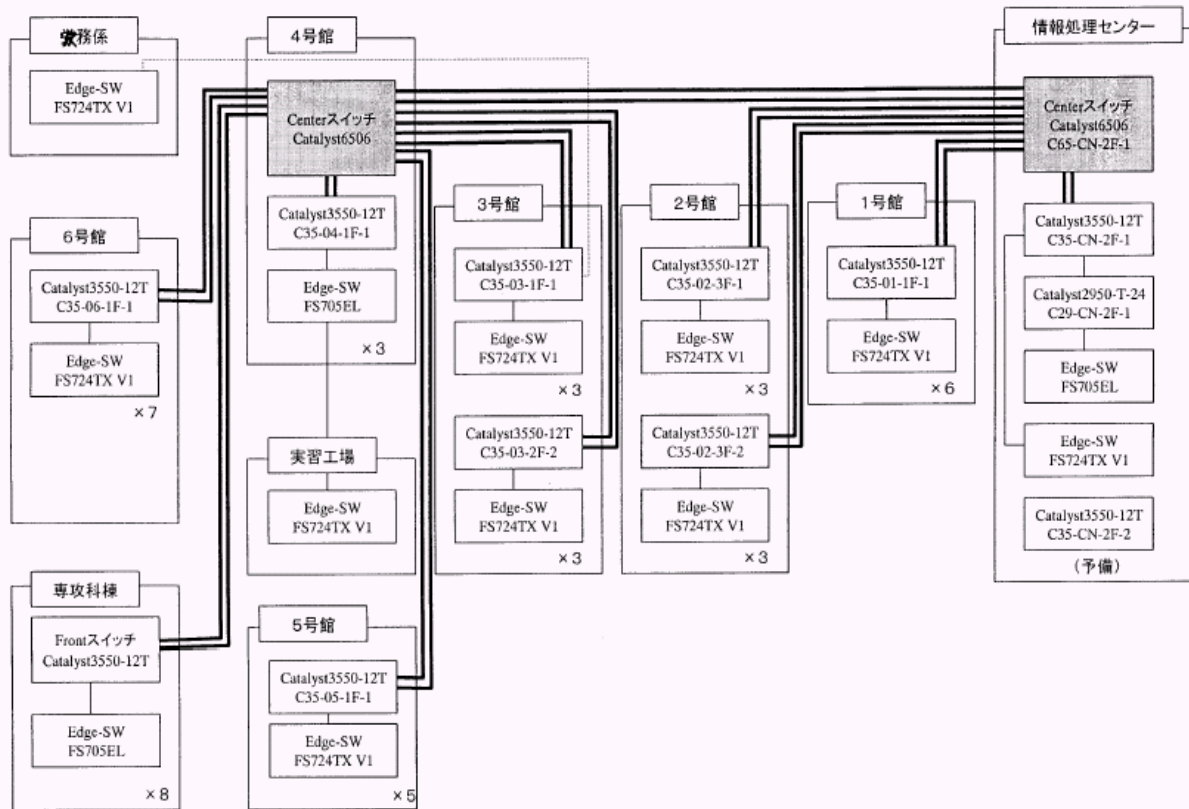 務係
Edge-SW
FS724TX V1
6号館
Catalyst3550-12T
C35-06-1F-1
Edge-SW
FS724TX V1
×7
専攻科棟
Frontスイッチ
Catalyst3550-12T
Edge-SW
FS705EL
×8
4号館
Centerスイッチ
Catalyst6506
Catalyst3550-12T
C35-04-1F-1
Edge-SW
FS705EL
×3
実習工場
Edge-SW
FS724TX V1
5号館
Catalyst3550-12T
C35-05-1F-1
Edge-SW
FS724TX V1
×5
3号館
Catalyst3550-12T
C35-03-1F-1
Edge-SW
FS724TX V1
×3
Catalyst3550-12T
C35-03-2F-2
Edge-SW
FS724TX V1
×3
2号館
Catalyst3550-12T
C35-02-3F-1
Edge-SW
FS724TX V1
×3
Catalyst3550-12T
C35-02-3F-2
Edge-SW
FS724TX V1
×3
1号館
Catalyst3550-12T
C35-01-1F-1
Edge-SW
FS724TX V1
×6
情報処理センター
Centerスイッチ
Catalyst6506
C65-CN-2F-1
Catalyst3550-12T
C35-CN-2F-1
Catalyst2950-T-24
C29-CN-2F-1
Edge-SW
FS705EL
Edge-SW
FS724TX V1
Catalyst3550-12T
C35-CN-2F-2
(予備)